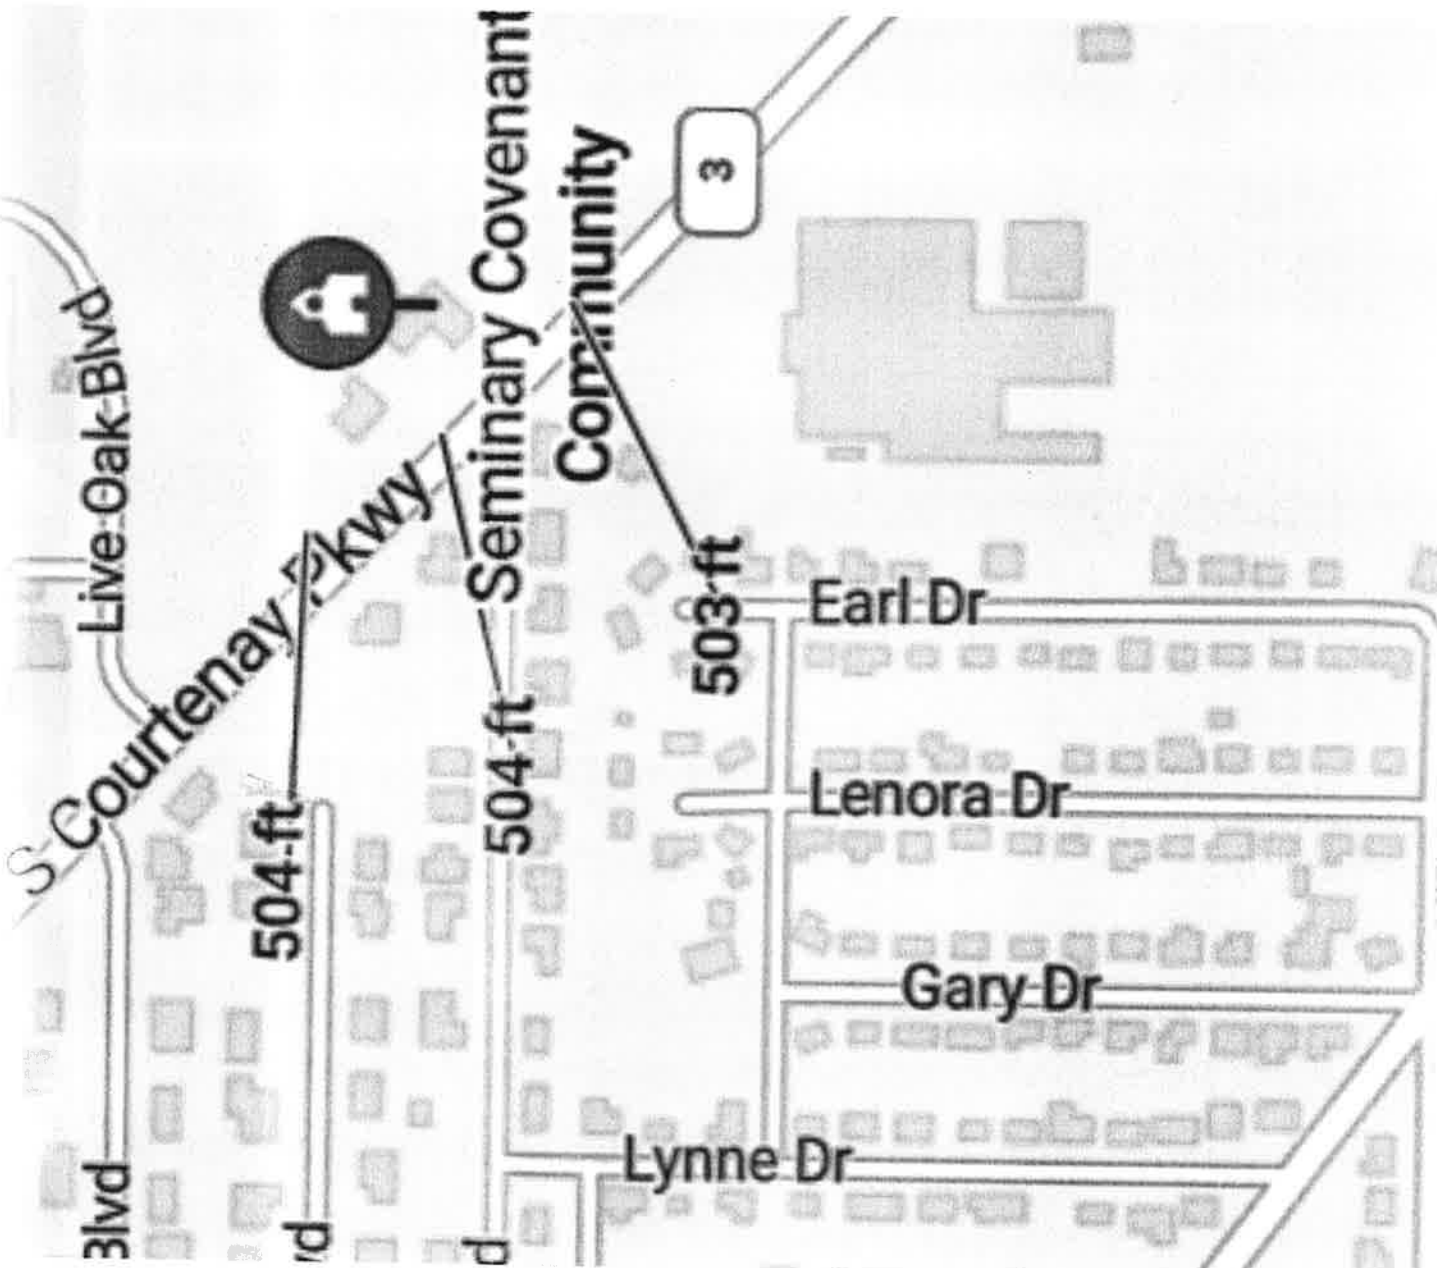 Seminary Covenant
Community
3
Live Oak Blvd
S Courtenay Pkwy
503 ft
Earl Dr
504 ft
Lenora Dr
504 ft
Gary Dr
Lynne Dr
Blvd
vd
d